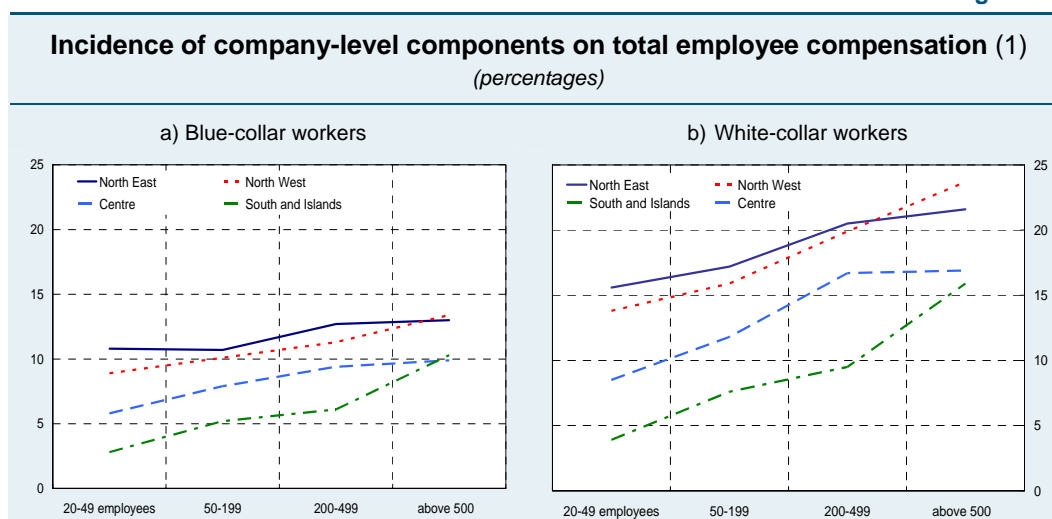 Incidence of company-level components on total employee compensation (1)
(percentages)
a) Blue-collar workers
25
20
15
10
5
0
North East
North West
Centre
South and Islands
20-49 employees
50-199
200-499
above 500
b) White-collar workers
25
20
15
10
5
0
North East
North West
South and Islands
Centre
20-49 employees
50-199
200-499
above 500